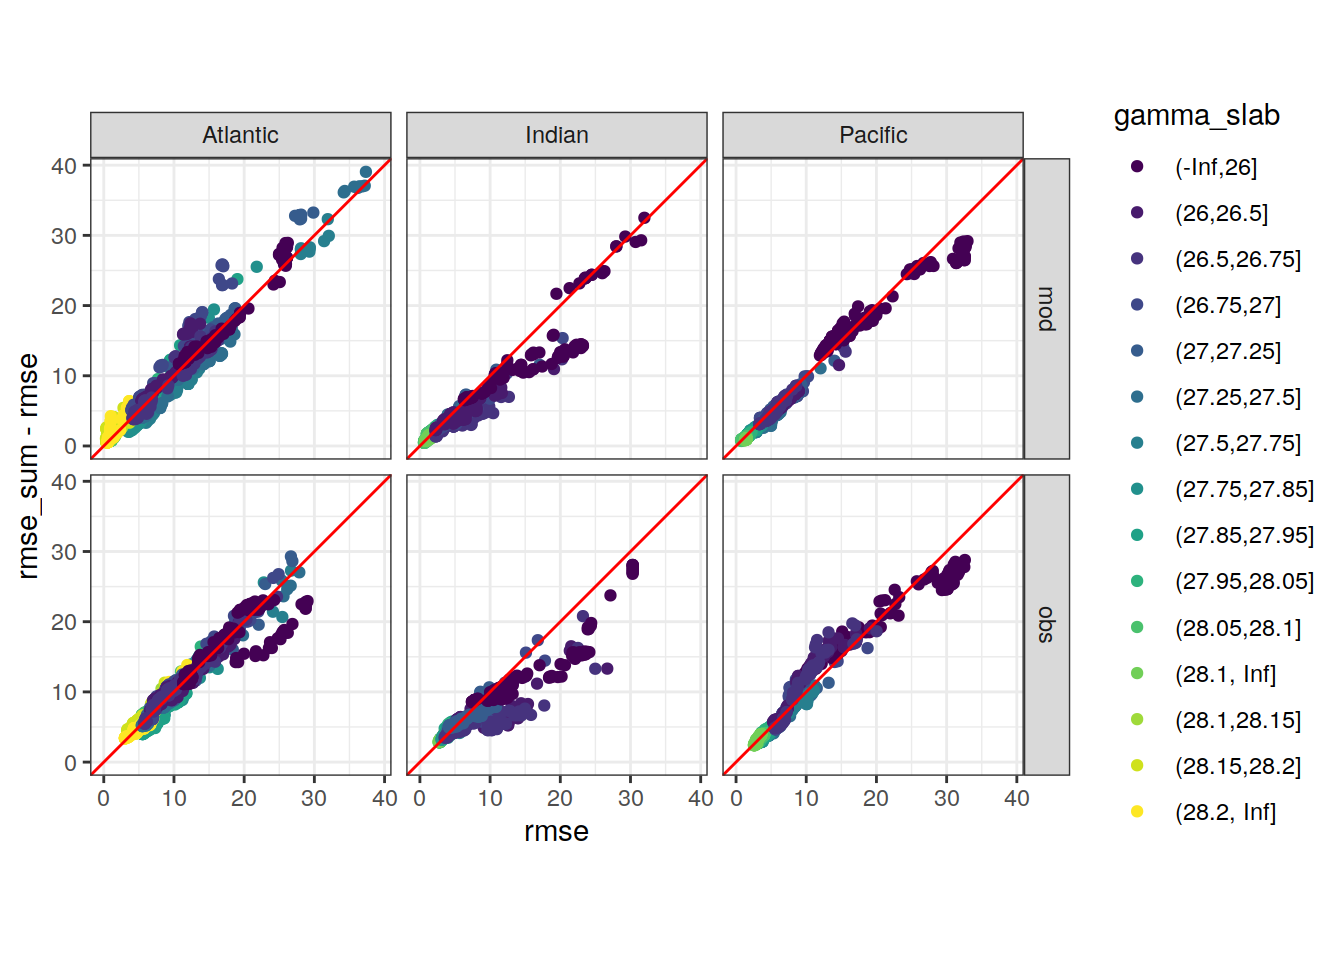 Atlantic
Indian
Pacific
gamma_slab
(-Inf,26]
(26,26.5]
(26.5,26.75]
(26.75,27]
(27,27.25]
(27.25,27.5]
(27.5,27.75]
(27.75,27.85]
(27.85,27.95]
(27.95,28.05]
(28.05,28.1]
(28.1, Inf]
(28.1,28.15]
(28.15,28.2]
(28.2, Inf]
mod
obs
rmse_sum - rmse
40
30
20
10
0
40
30
20
10
0
0 10 20 30 40
0 10 20 30 40
0 10 20 30 40
rmse